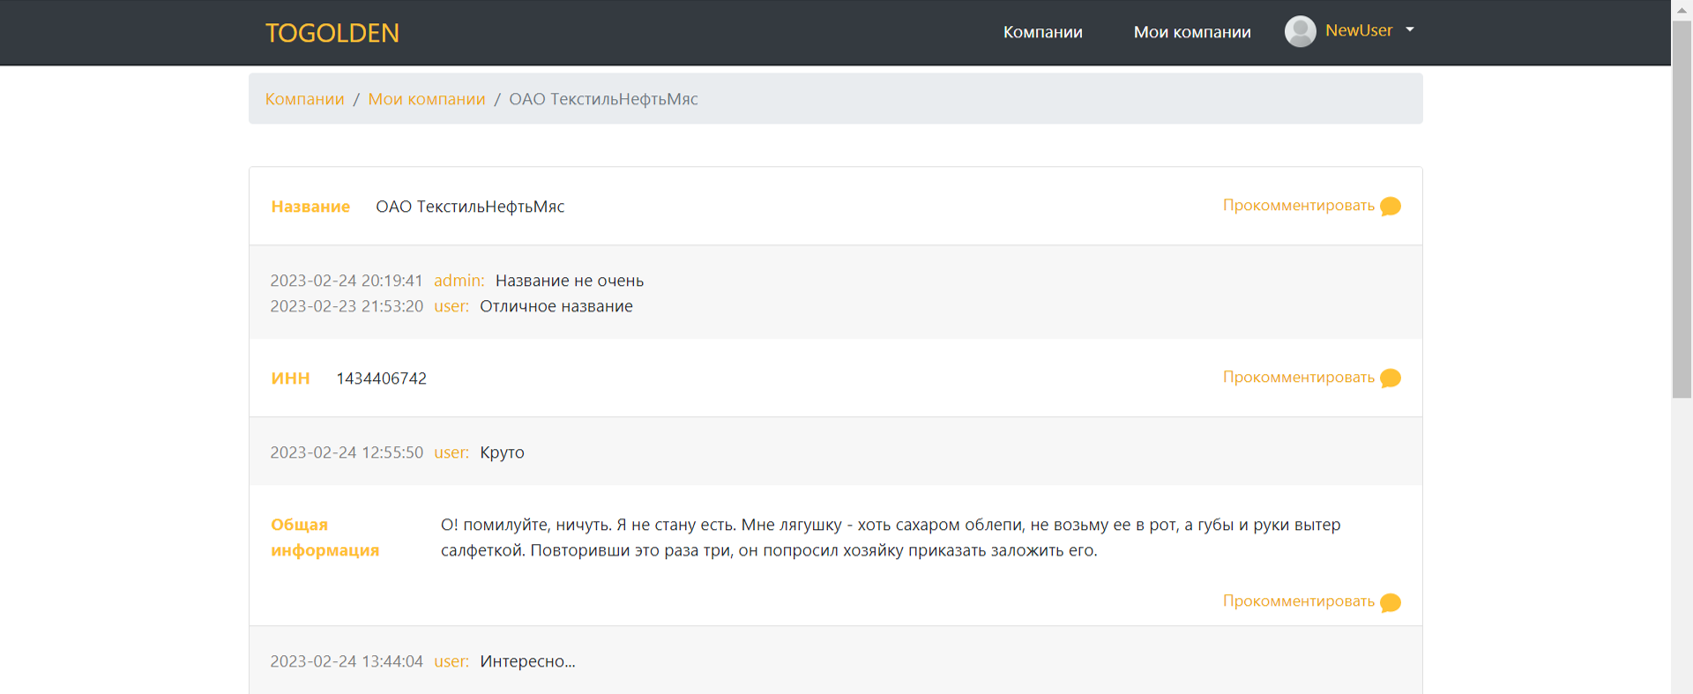 TOGOLDEN
Компании
Мои компании
NewUser
Компании / Мои компании / ОАО ТекстильНефтьМяс
Название ОАО ТекстильНефтьМяс
Прокомментировать
2023-02-24 20:19:41 admin: Название не очень
2023-02-23 21:53:20 user: Отличное название
ИНН 1434406742
Прокомментировать
2023-02-24 12:55:50 user: Круто
Общая
информация
О! помилуйте, ничуть. Я не стану есть. Мне лягушку - хоть сахаром облепи, не возьму ее в рот, а губы и руки вытер
салфеткой. Повторивши это раза три, он попросил хозяйку приказать заложить его.
Прокомментировать
2023-02-24 13:44:04 user: Интересно...